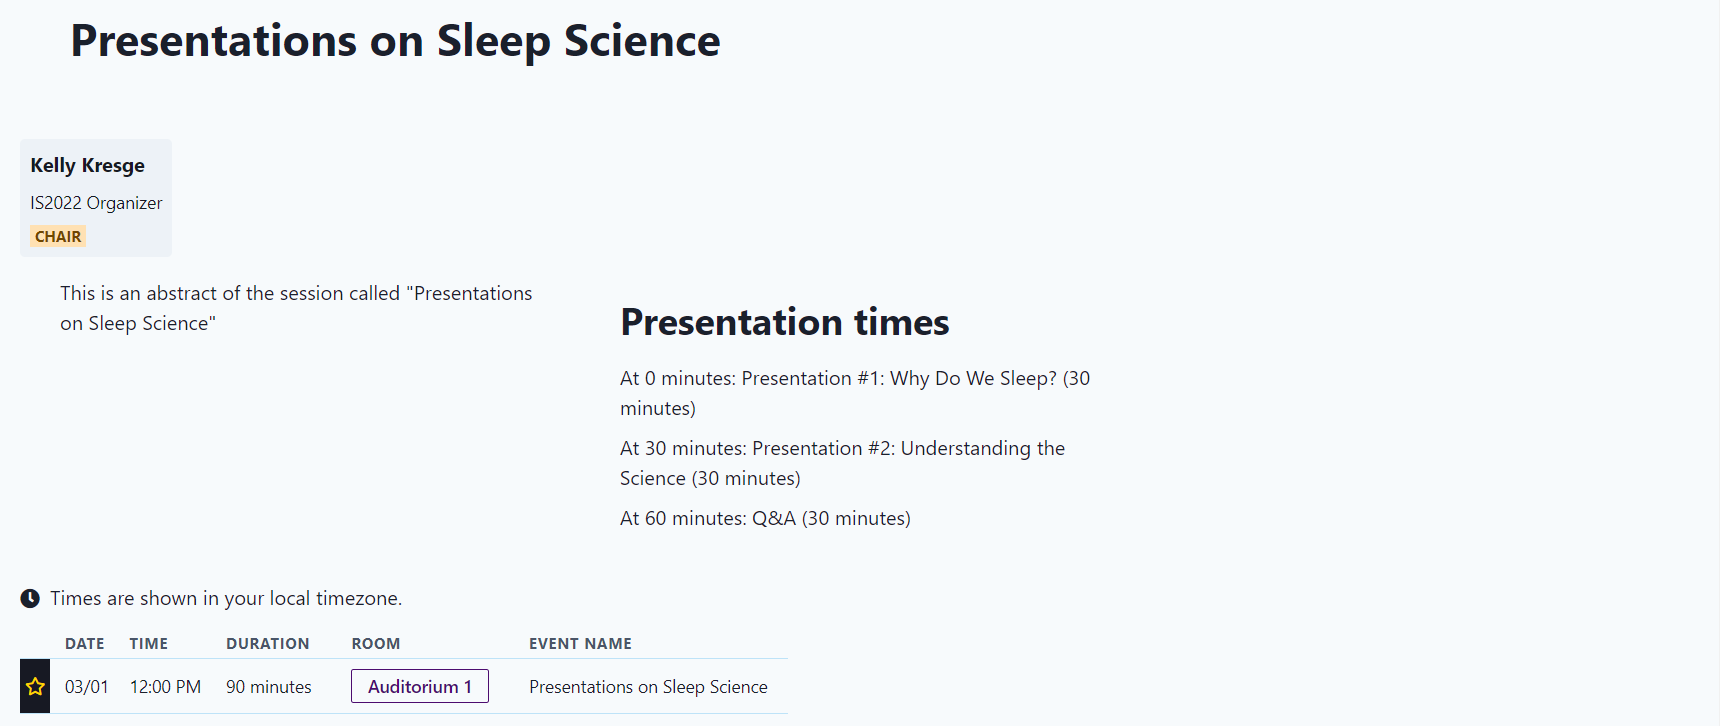 Presentations on Sleep Science
Kelly Kresge
IS2022 Organizer
CHAIR
This is an abstract of the session called "Presentations
on Sleep Science"
Presentation times
At 0 minutes: Presentation #1: Why Do We Sleep? (30
minutes)
At 30 minutes: Presentation #2: Understanding the
Science (30 minutes)
At 60 minutes: Q&A (30 minutes)
Times are shown in your local timezone.
DATE TIME DURATION ROOM EVENT NAME
03/01 12:00 PM 90 minutes Auditorium 1 Presentations on Sleep Science